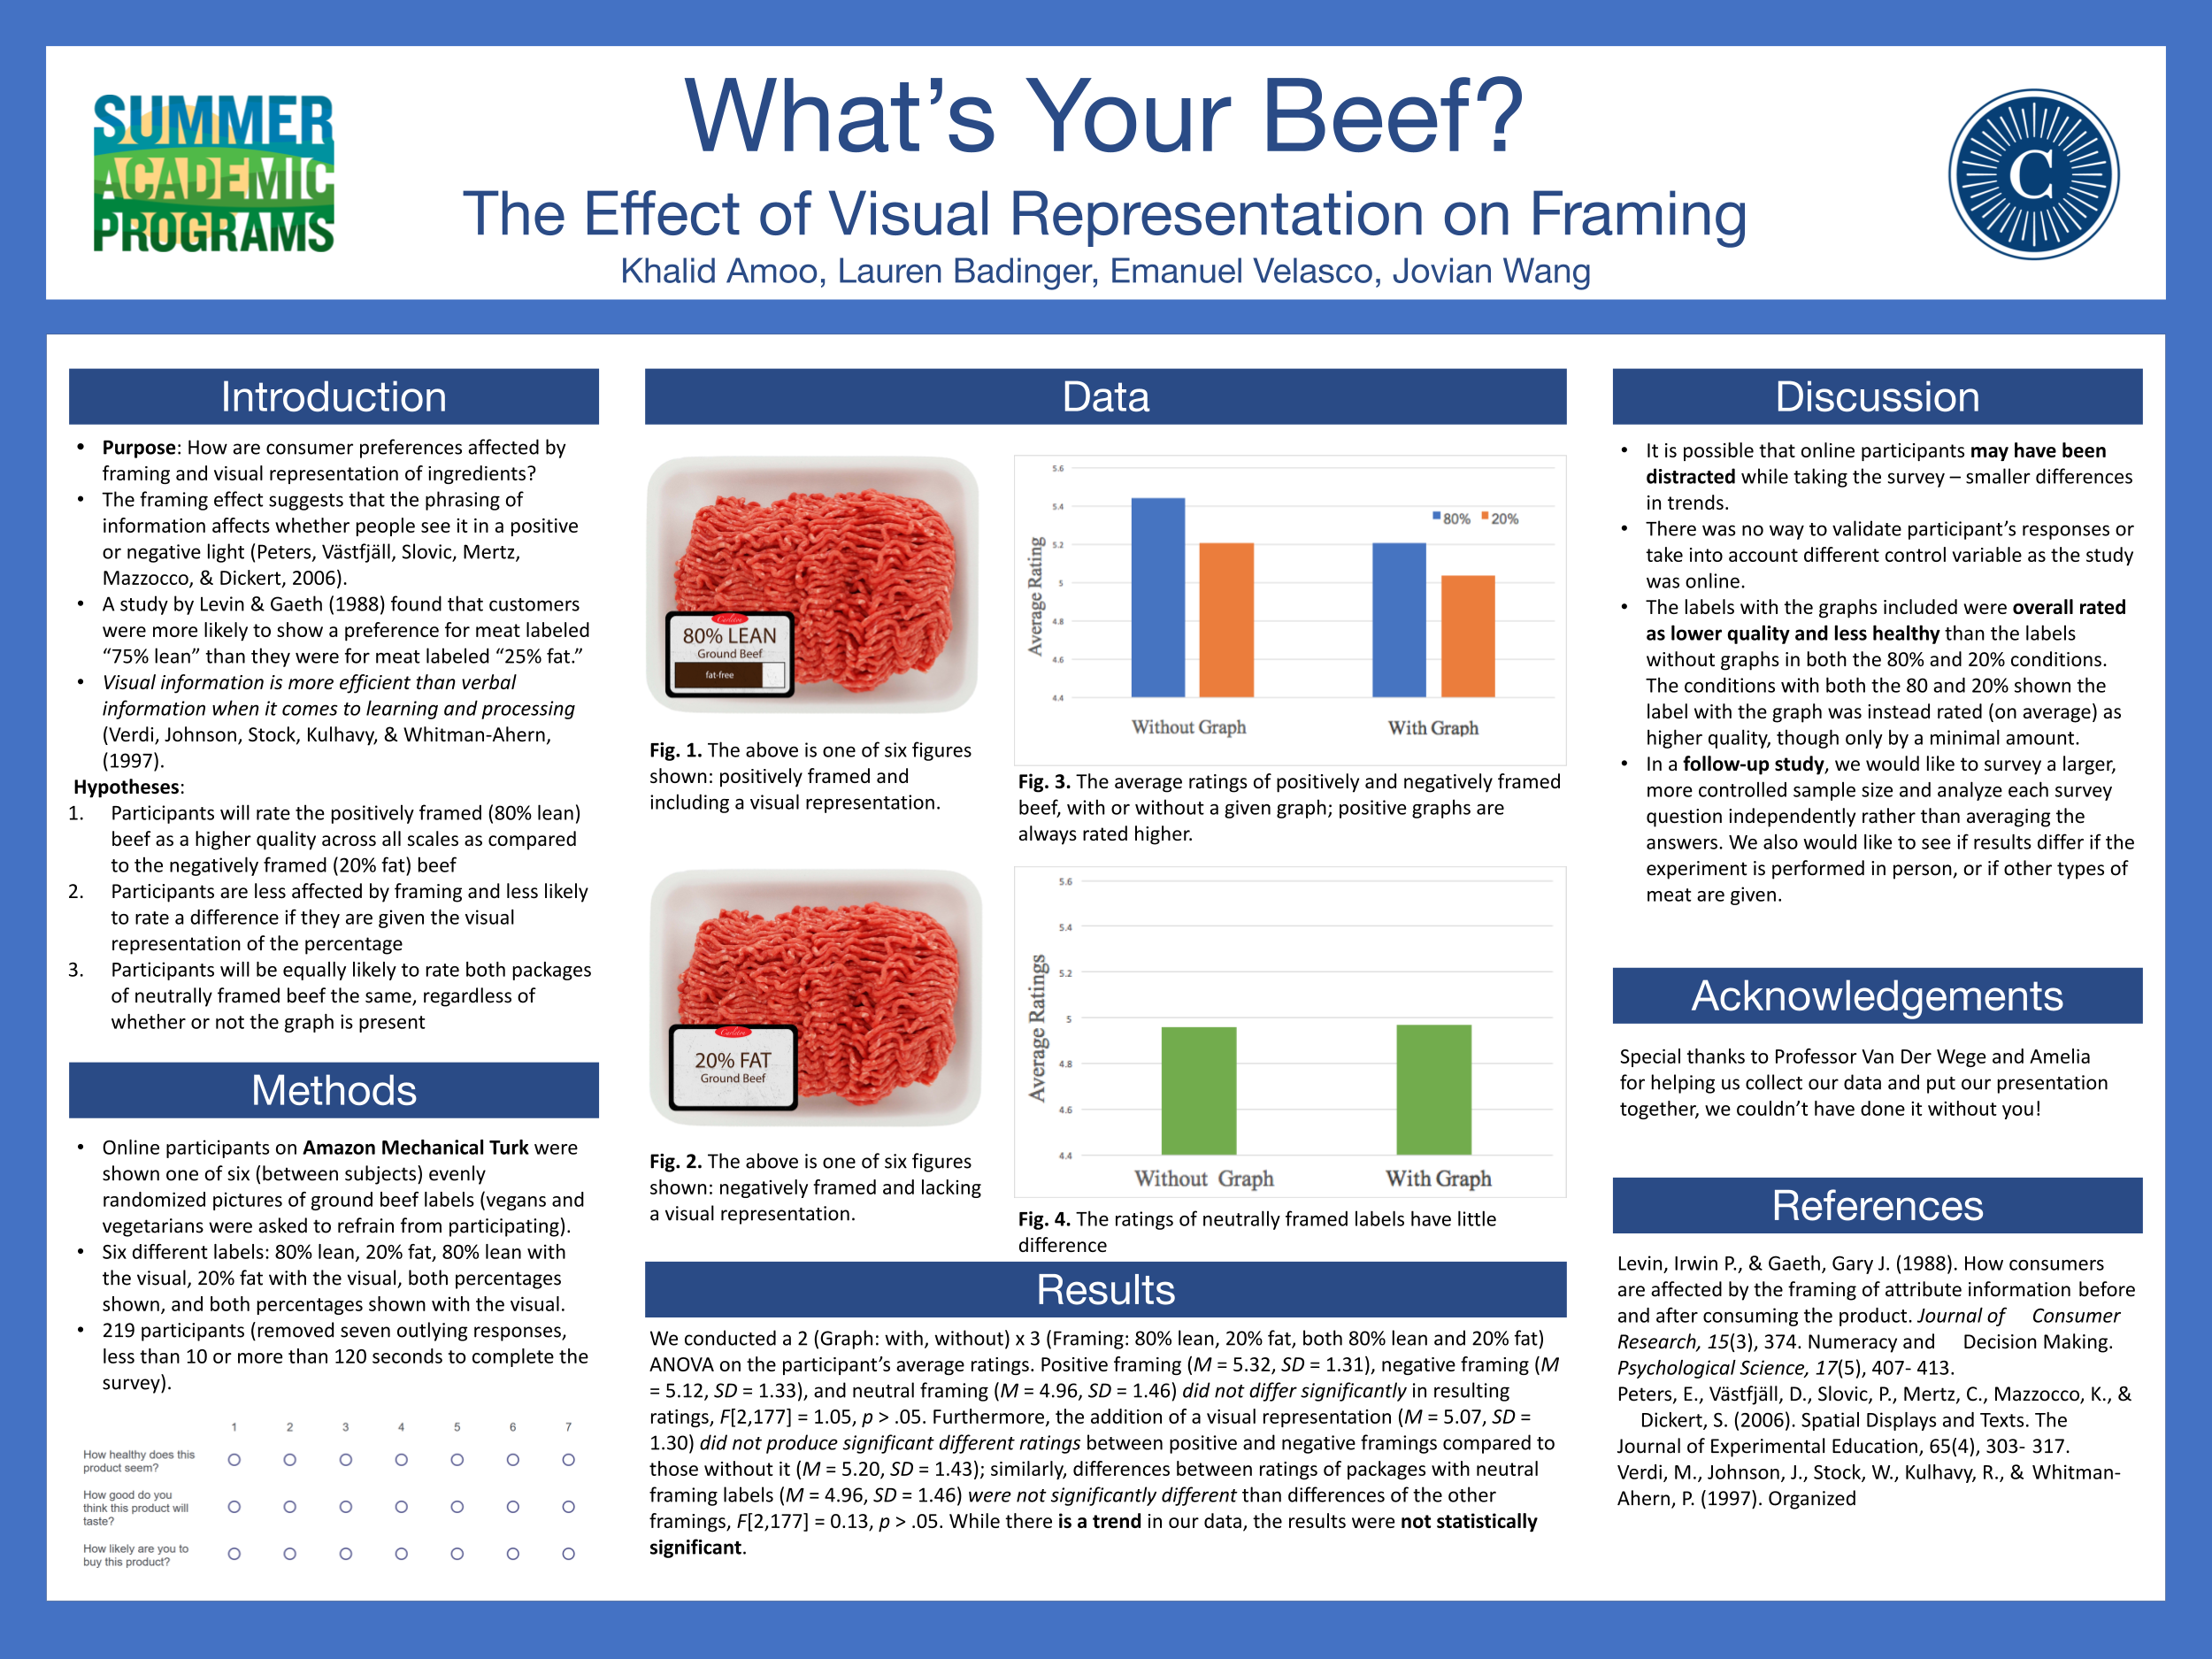 SUMMER
ACADEMIC
PROGRAMS
What's Your Beef?
The Effect of Visual Representation on Framing
Khalid Amoo, Lauren Badinger, Emanuel Velasco, Jovian Wang
C
Introduction
• Purpose: How are consumer preferences affected by
framing and visual representation of ingredients?
• The framing effect suggests that the phrasing of
information affects whether people see it in a positive
or negative light (Peters, Västfjäll, Slovic, Mertz,
Mazzocco, & Dickert, 2006).
• A study by Levin & Gaeth (1988) found that customers
were more likely to show a preference for meat labeled
“75% lean” than they were for meat labeled “25% fat.”
• Visual information is more efficient than verbal
information when it comes to learning and processing
(Verdi, Johnson, Stock, Kulhavy, & Whitman-Ahern,
(1997).
Hypotheses:
1. Participants will rate the positively framed (80% lean)
beef as a higher quality across all scales as compared
to the negatively framed (20% fat) beef
2. Participants are less affected by framing and less likely
to rate a difference if they are given the visual
representation of the percentage
3. Participants will be equally likely to rate both packages
of neutrally framed beef the same, regardless of
whether or not the graph is present
Methods
• Online participants on Amazon Mechanical Turk were
shown one of six (between subjects) evenly
randomized pictures of ground beef labels (vegans and
vegetarians were asked to refrain from participating).
• Six different labels: 80% lean, 20% fat, 80% lean with
the visual, 20% fat with the visual, both percentages
shown, and both percentages shown with the visual.
• 219 participants (removed seven outlying responses,
less than 10 or more than 120 seconds to complete the
survey).
1 2 3 4 5 6 7
How healthy does this
product seem?
How good do you
think this product will
taste?
How likely are you to
buy this product?
Data
Carleton
80% LEAN
Ground Beef
fat-free
Fig. 1. The above is one of six figures
shown: positively framed and
including a visual representation.
Carleton
20% FAT
Ground Beef
Fig. 2. The above is one of six figures
shown: negatively framed and lacking
a visual representation.
Average Rating
5.6
5.4
5.2
5
4.8
4.6
4.4
80% 20%
Without Graph With Graph
Fig. 3. The average ratings of positively and negatively framed
beef, with or without a given graph; positive graphs are
always rated higher.
Average Ratings
5.6
5.4
5.2
5
4.8
4.6
4.4
Without Graph With Graph
Fig. 4. The ratings of neutrally framed labels have little
difference
Results
We conducted a 2 (Graph: with, without) x 3 (Framing: 80% lean, 20% fat, both 80% lean and 20% fat)
ANOVA on the participant's average ratings. Positive framing (M = 5.32, SD = 1.31), negative framing (M
= 5.12, SD = 1.33), and neutral framing (M = 4.96, SD = 1.46) did not differ significantly in resulting
ratings, F[2,177] = 1.05, p > .05. Furthermore, the addition of a visual representation (M = 5.07, SD =
1.30) did not produce significant different ratings between positive and negative framings compared to
those without it (M = 5.20, SD = 1.43); similarly, differences between ratings of packages with neutral
framing labels (M = 4.96, SD = 1.46) were not significantly different than differences of the other
framings, F[2,177] = 0.13, p > .05. While there is a trend in our data, the results were not statistically
significant.
Discussion
• It is possible that online participants may have been
distracted while taking the survey – smaller differences
in trends.
• There was no way to validate participant's responses or
take into account different control variable as the study
was online.
• The labels with the graphs included were overall rated
as lower quality and less healthy than the labels
without graphs in both the 80% and 20% conditions.
The conditions with both the 80 and 20% shown the
label with the graph was instead rated (on average) as
higher quality, though only by a minimal amount.
• In a follow-up study, we would like to survey a larger,
more controlled sample size and analyze each survey
question independently rather than averaging the
answers. We also would like to see if results differ if the
experiment is performed in person, or if other types of
meat are given.
Acknowledgements
Special thanks to Professor Van Der Wege and Amelia
for helping us collect our data and put our presentation
together, we couldn't have done it without you!
References
Levin, Irwin P., & Gaeth, Gary J. (1988). How consumers
are affected by the framing of attribute information before
and after consuming the product. Journal of Consumer
Research, 15(3), 374. Numeracy and Decision Making.
Psychological Science, 17(5), 407- 413.
Peters, E., Västfjäll, D., Slovic, P., Mertz, C., Mazzocco, K., &
Dickert, S. (2006). Spatial Displays and Texts. The
Journal of Experimental Education, 65(4), 303- 317.
Verdi, M., Johnson, J., Stock, W., Kulhavy, R., & Whitman-
Ahern, P. (1997). Organized